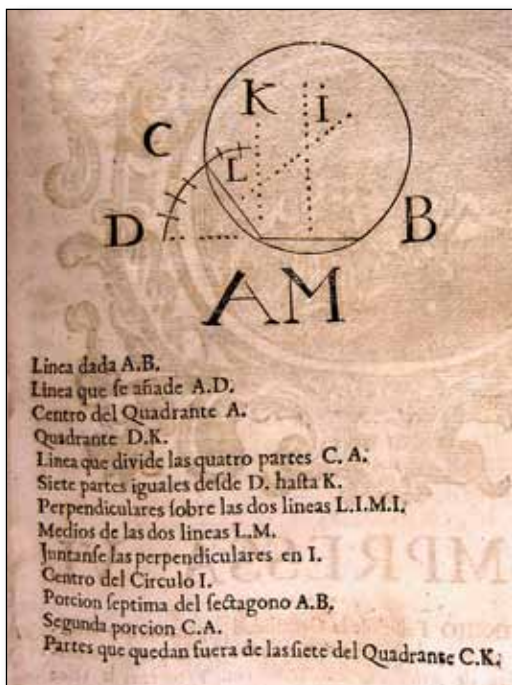 K I
C L
D B
A M
Linea dada A.B.
Linea que ſe añade A.D.
Centro del Quadrante A.
Quadrante D.K.
Linea que divide las quatro partes C. A.
Siete partes iguales deſde D. haſta K.
Perpendiculares ſobre las dos lineas L.I.M.I.
Medios de las dos lineas L.M.
Juntanſe las perpendiculares en I.
Centro del Circulo I.
Porcion ſeptima del ſectagono A.B.
Segunda porcion C.A.
Partes que quedan fuera de las ſiete del Quadrante C.K.